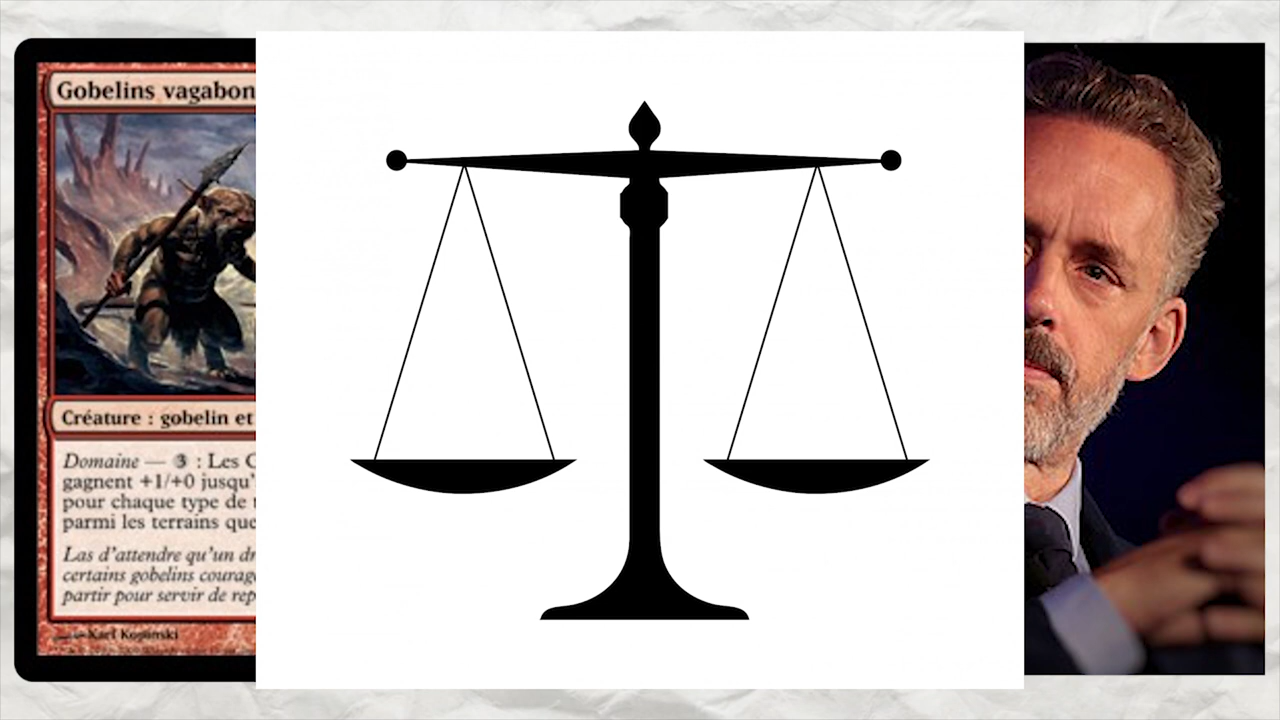 Gobelins vagabon
Créature : gobelin et
Domaine — 3 : Les G
gagnent +1/+0 jusqu'
pour chaque type de t
parmi les terrains que
Las d'attendre qu'un dr
certains gobelins courage
partir pour servir de rep
Karl Kopinski